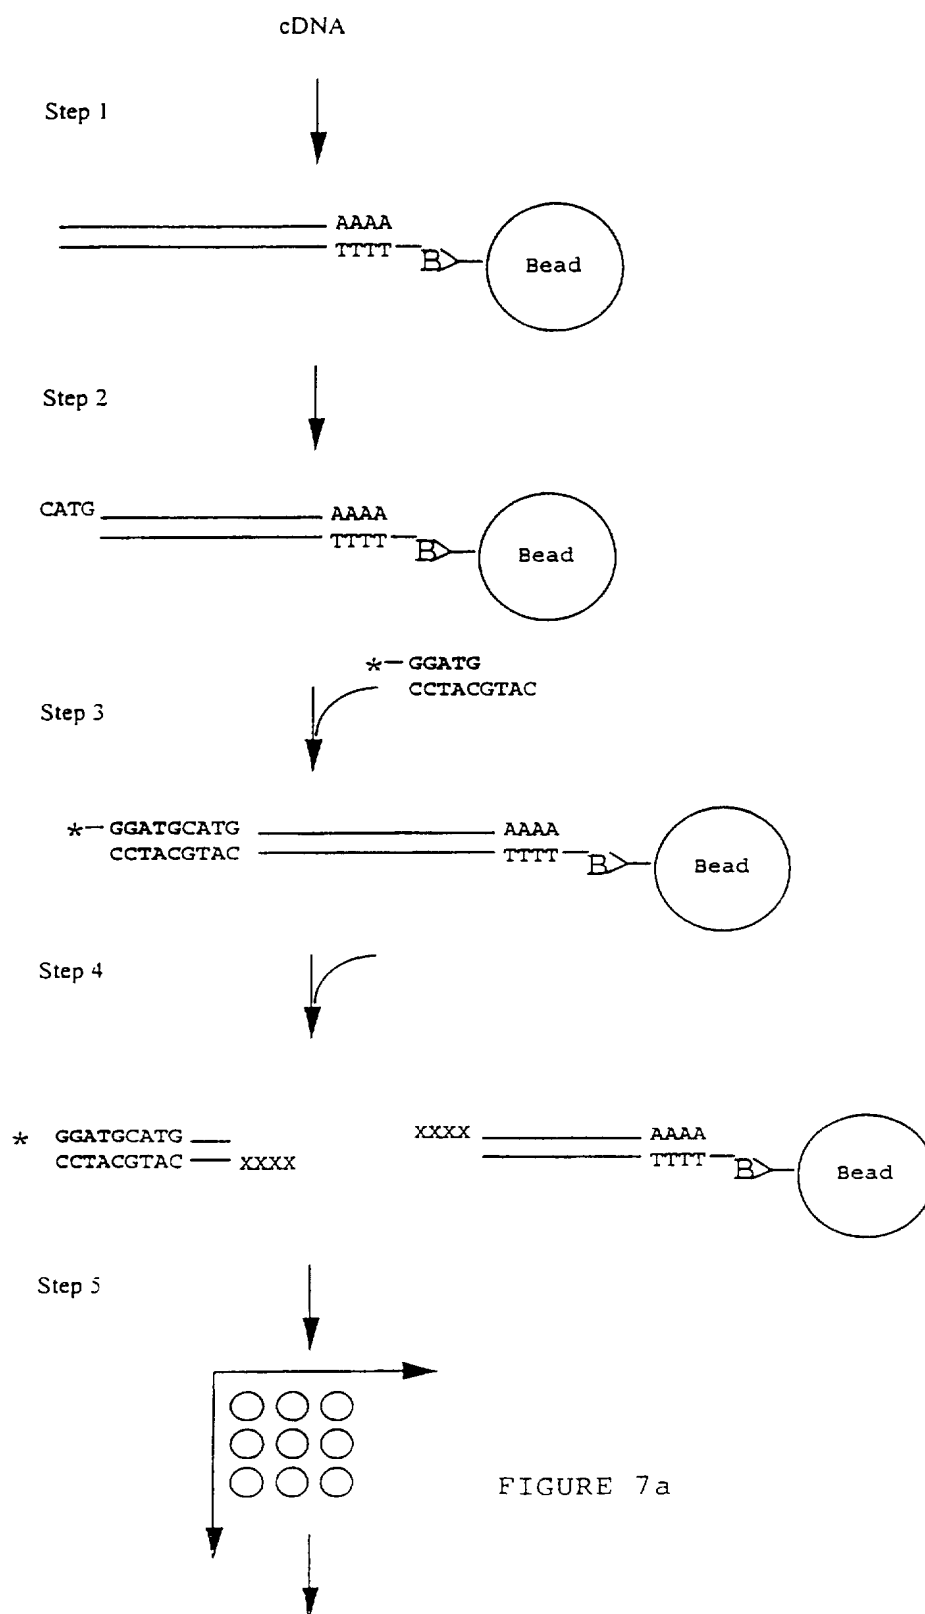 cDNA
Step 1
AAAA
TTTT
B
Bead
Step 2
CATG
AAAA
TTTT
B
Bead
*— GGATG
CCTACGTAC
Step 3
*— GGATGCATG
CCTACGTAC
AAAA
TTTT
B
Bead
Step 4
* GGATGCATG
CCTACGTAC
XXXX
XXXX
AAAA
TTTT
B
Bead
Step 5
FIGURE 7a